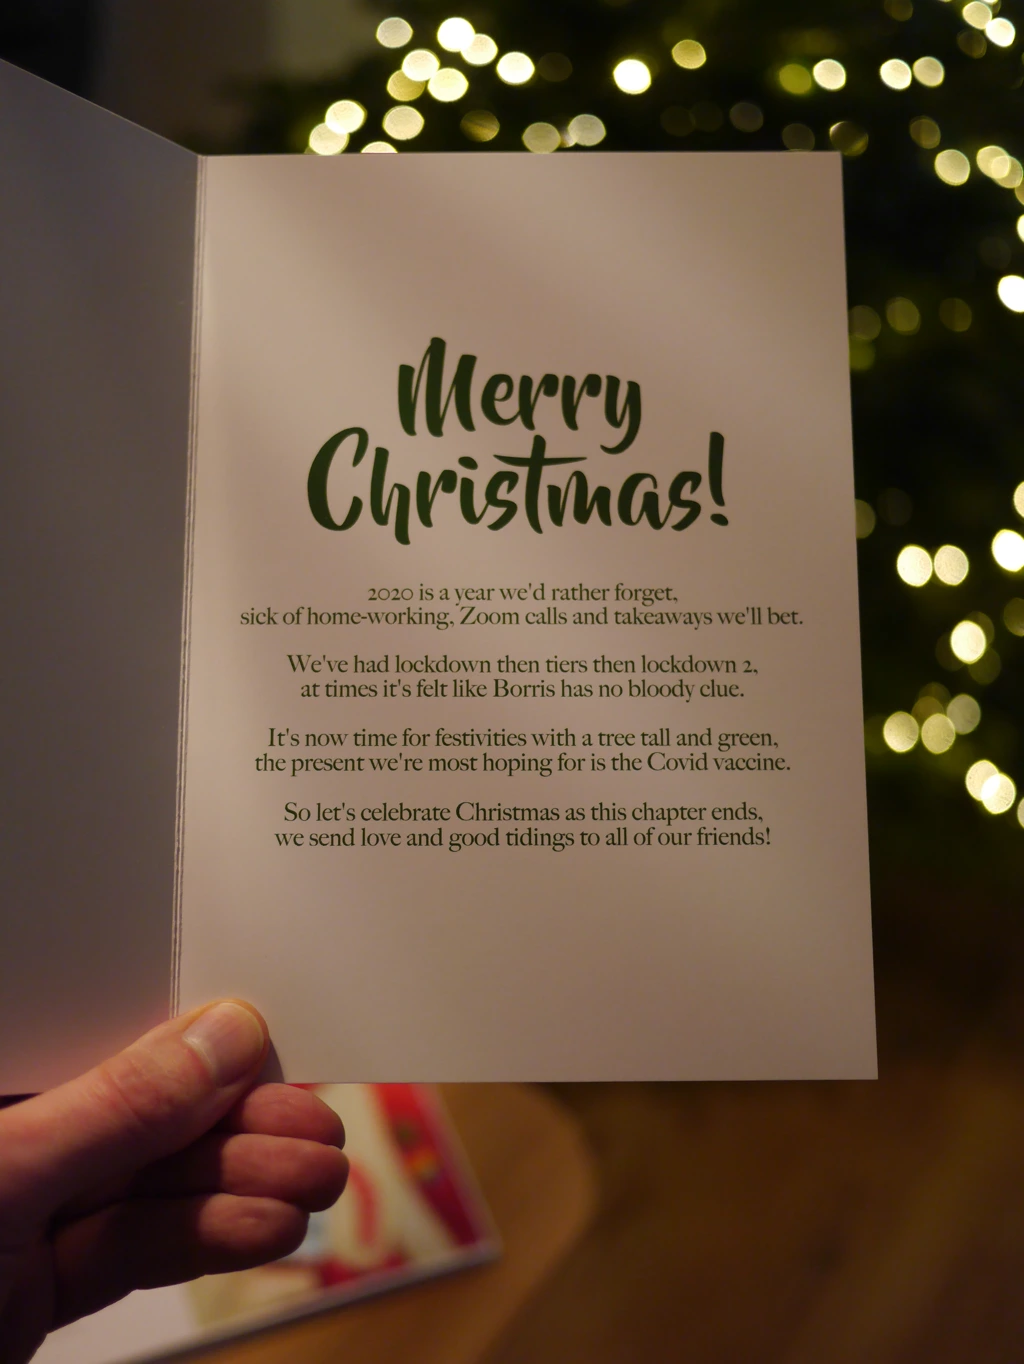 Merry
Christmas!
2020 is a year we'd rather forget,
sick of home-working, Zoom calls and takeaways we'll bet.
We've had lockdown then tiers then lockdown 2,
at times it's felt like Borris has no bloody clue.
It's now time for festivities with a tree tall and green,
the present we're most hoping for is the Covid vaccine.
So let's celebrate Christmas as this chapter ends,
we send love and good tidings to all of our friends!